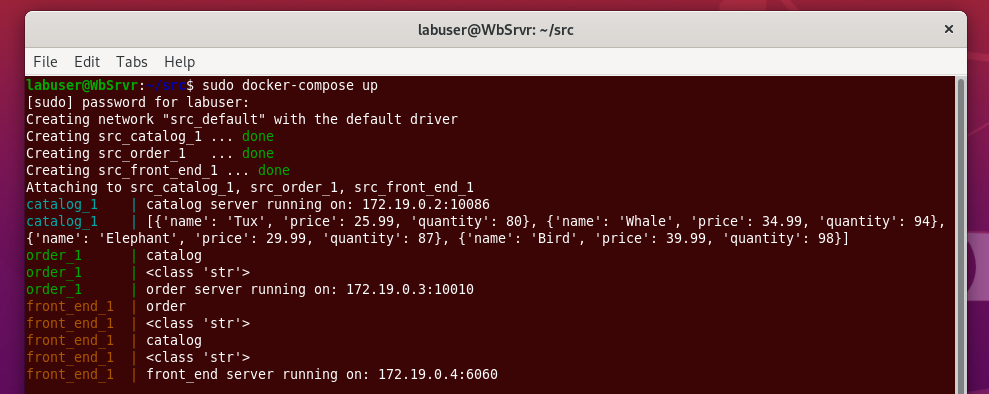 labuser@WbSrvr: ~/src
×
File Edit Tabs Help
labuser@WbSrvr:~/src$ sudo docker-compose up
[sudo] password for labuser:
Creating network "src_default" with the default driver
Creating src_catalog_1 ... done
Creating src_order_1   ... done
Creating src_front_end_1 ... done
Attaching to src_catalog_1, src_order_1, src_front_end_1
catalog_1    | catalog server running on: 172.19.0.2:10086
catalog_1    | [{'name': 'Tux', 'price': 25.99, 'quantity': 80}, {'name': 'Whale', 'price': 34.99, 'quantity': 94},
{'name': 'Elephant', 'price': 29.99, 'quantity': 87}, {'name': 'Bird', 'price': 39.99, 'quantity': 98}]
order_1      | catalog
order_1      | <class 'str'>
order_1      | order server running on: 172.19.0.3:10010
front_end_1  | order
front_end_1  | <class 'str'>
front_end_1  | catalog
front_end_1  | <class 'str'>
front_end_1  | front_end server running on: 172.19.0.4:6060